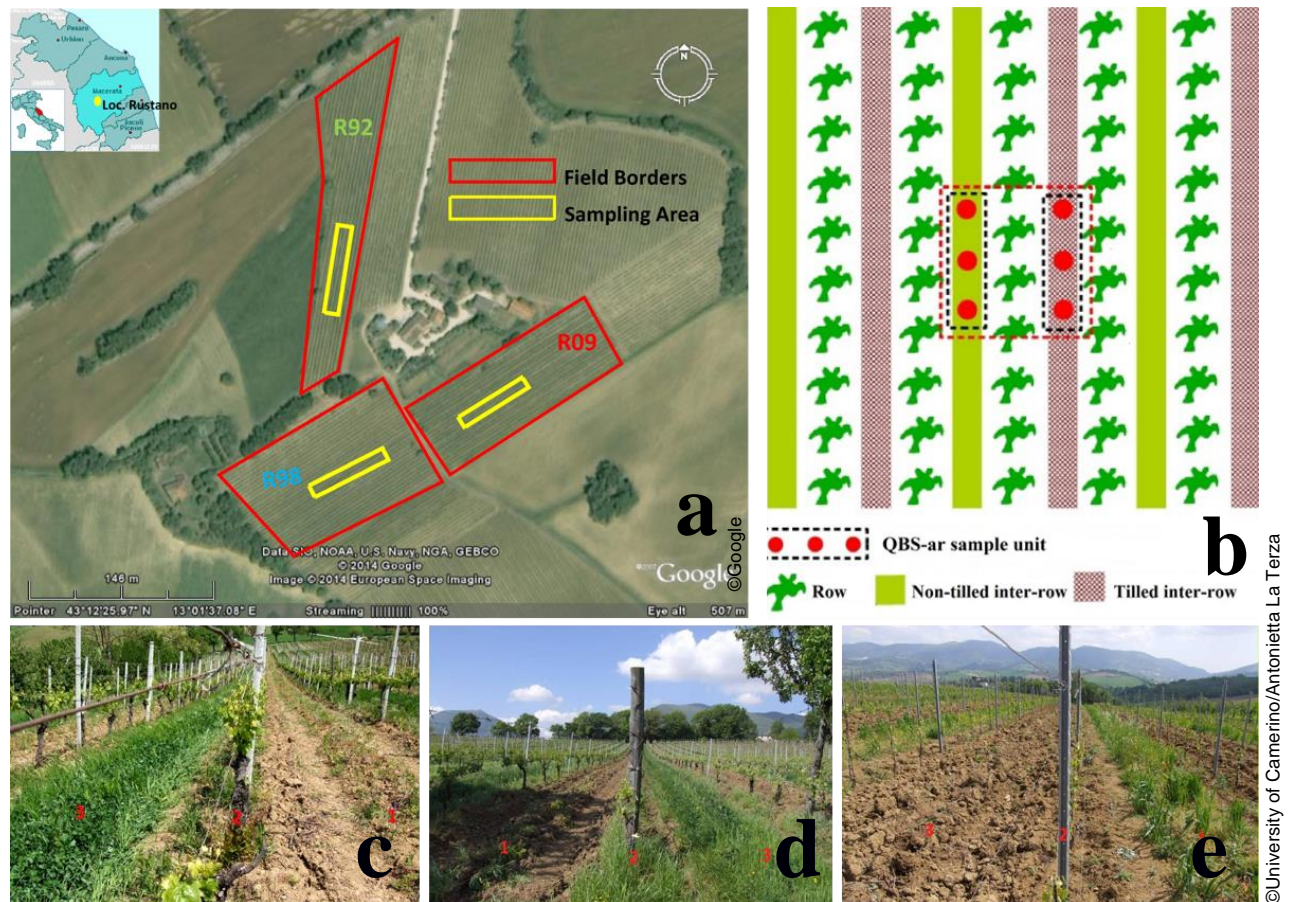 Pesaro
Urbino
Ancona
Macerata
Loc. Rustano
Ascoli
Piceno
N
R92
Field Borders
Sampling Area
R09
R98
a
©Google
Data SIO, NOAA, U.S. Navy, NGA, GEBCO
© 2014 Google
Image © 2014 European Space Imaging
Google
146 m
Pointer 43°12'25.97" N 13°01'37.08" E Streaming 100% Eye alt 507 m
b
QBS-ar sample unit
Row Non-tilled inter-row Tilled inter-row
3 2 1
c
1 2 3
d
3 2
e
©University of Camerino/Antonietta La Terza